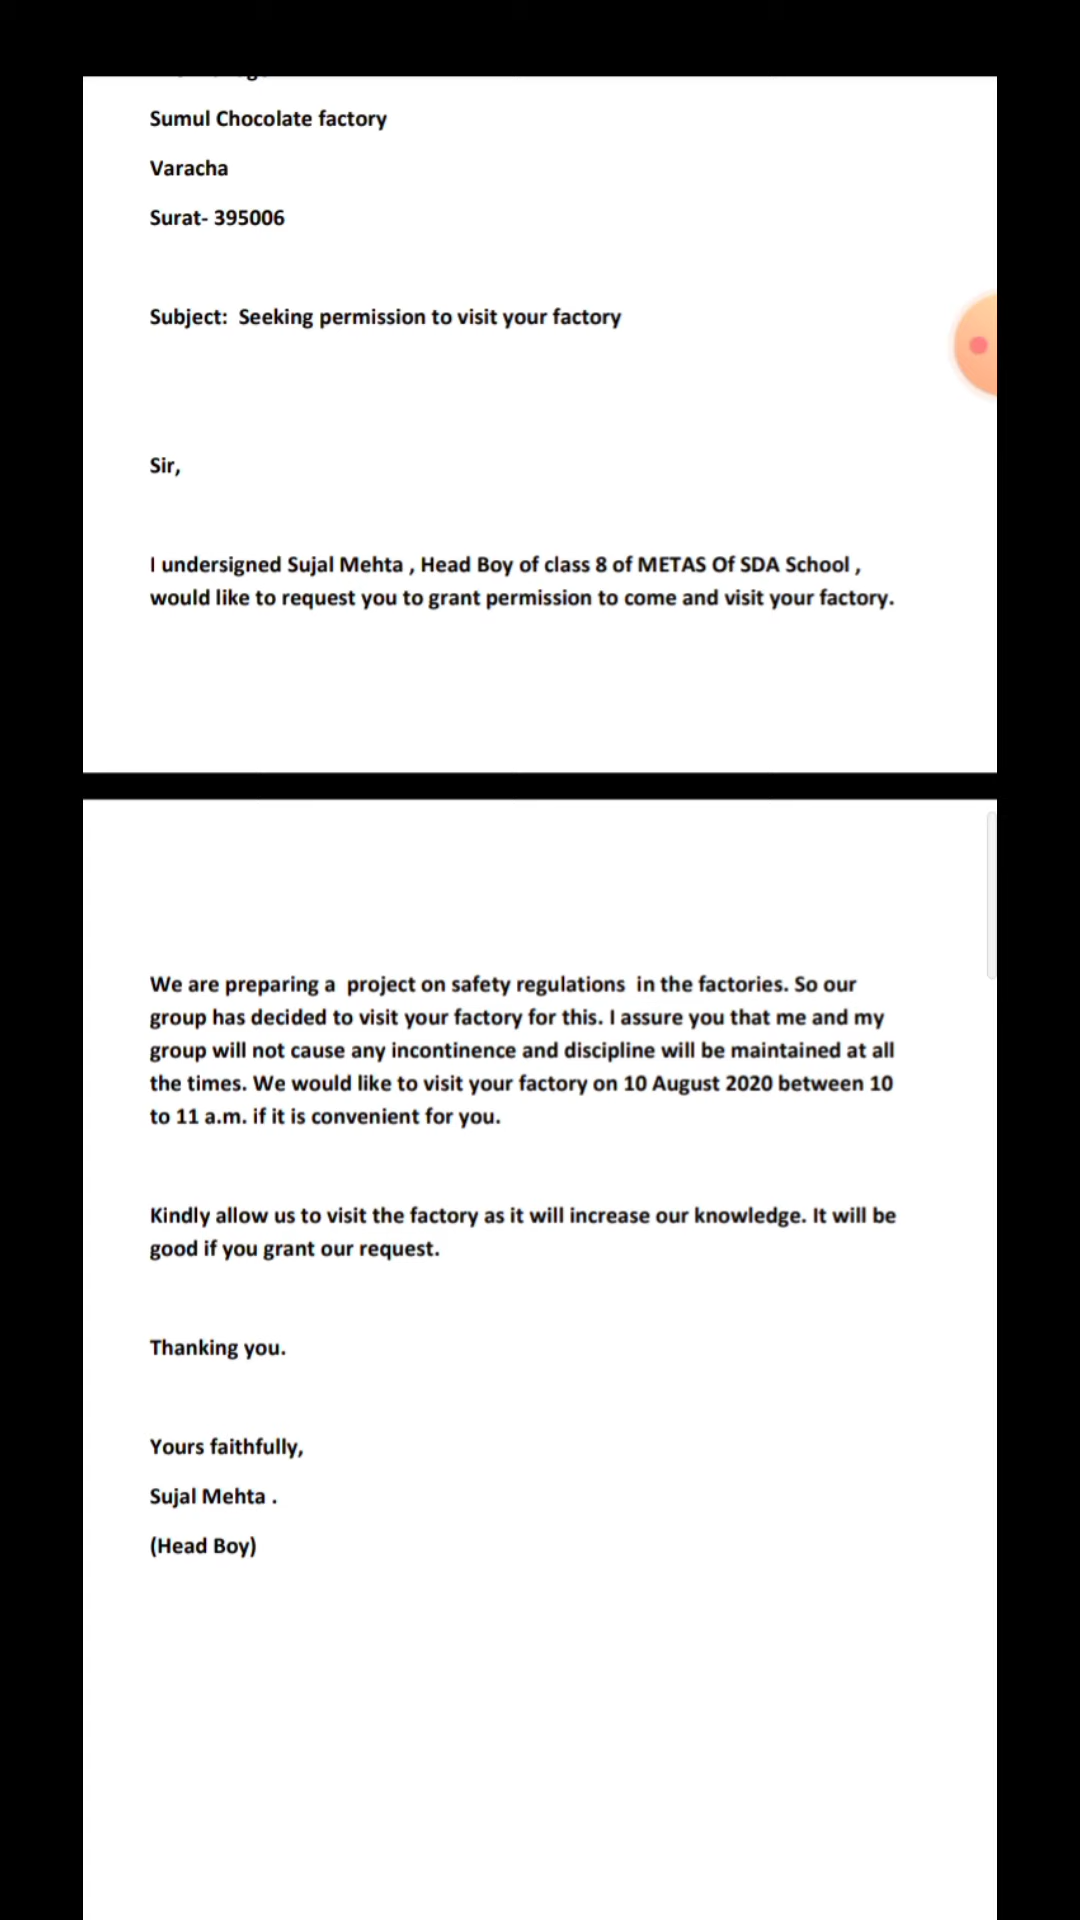 Sumul Chocolate factory
Varacha
Surat- 395006
Subject:  Seeking permission to visit your factory
Sir,
I undersigned Sujal Mehta , Head Boy of class 8 of METAS Of SDA School ,
would like to request you to grant permission to come and visit your factory.
We are preparing a  project on safety regulations  in the factories. So our
group has decided to visit your factory for this. I assure you that me and my
group will not cause any incontinence and discipline will be maintained at all
the times. We would like to visit your factory on 10 August 2020 between 10
to 11 a.m. if it is convenient for you.
Kindly allow us to visit the factory as it will increase our knowledge. It will be
good if you grant our request.
Thanking you.
Yours faithfully,
Sujal Mehta .
(Head Boy)